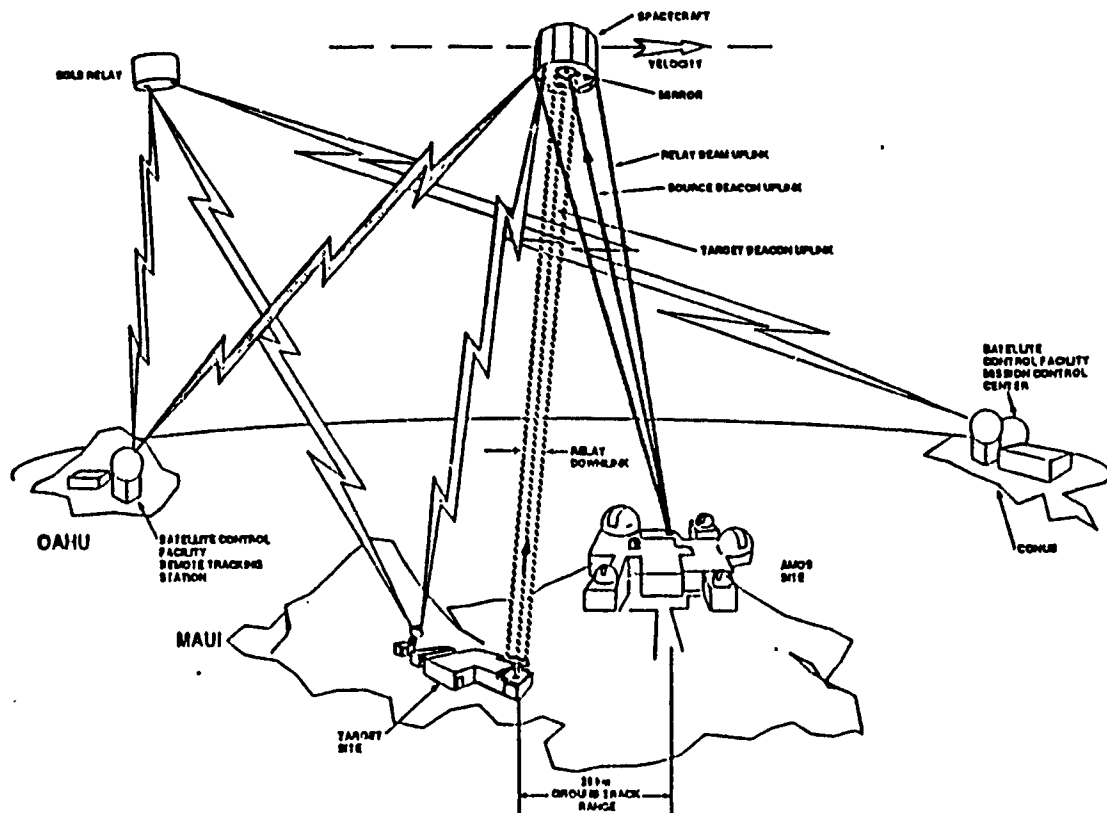 SPACECRAFT
RELAY
VELOCITY
MIRROR
RELAY BEAM UPLINK
SOURCE BEACON UPLINK
TARGET BEACON UPLINK
SATELLITE
CONTROL FACILITY
MISSION CONTROL
CENTER
RELAY
DOWNLINK
OAHU
SATELLITE CONTROL
FACILITY
REMOTE TRACKING
STATION
AMOS
SITE
CONUS
MAUI
TARGET
SITE
GROUND TRACK
RANGE